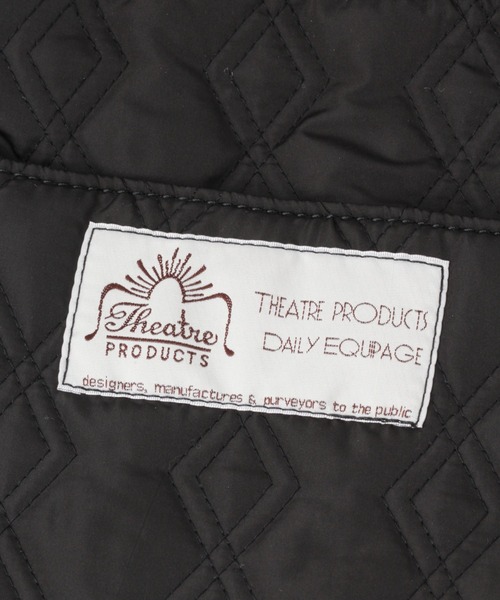 Theatre
PRODUCTS
THEATRE PRODUCTS
DAILY EQUIPAGE
designers, manufactures & purveyors to the public